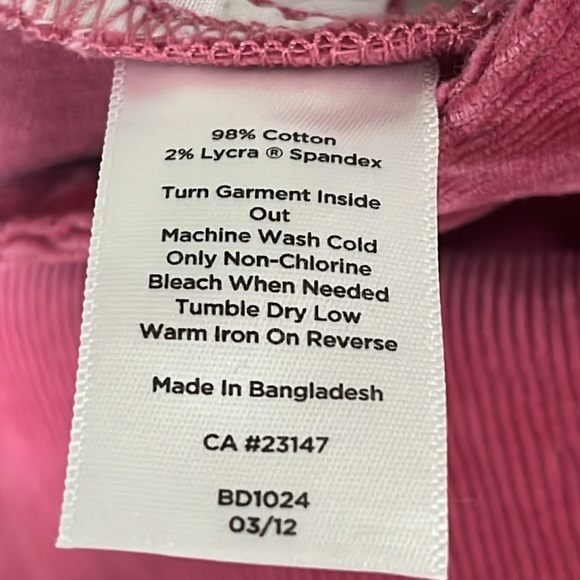 98% Cotton
2% Lycra ® Spandex
Turn Garment Inside
Out
Machine Wash Cold
Only Non-Chlorine
Bleach When Needed
Tumble Dry Low
Warm Iron On Reverse
Made In Bangladesh
CA #23147
BD1024
03/12